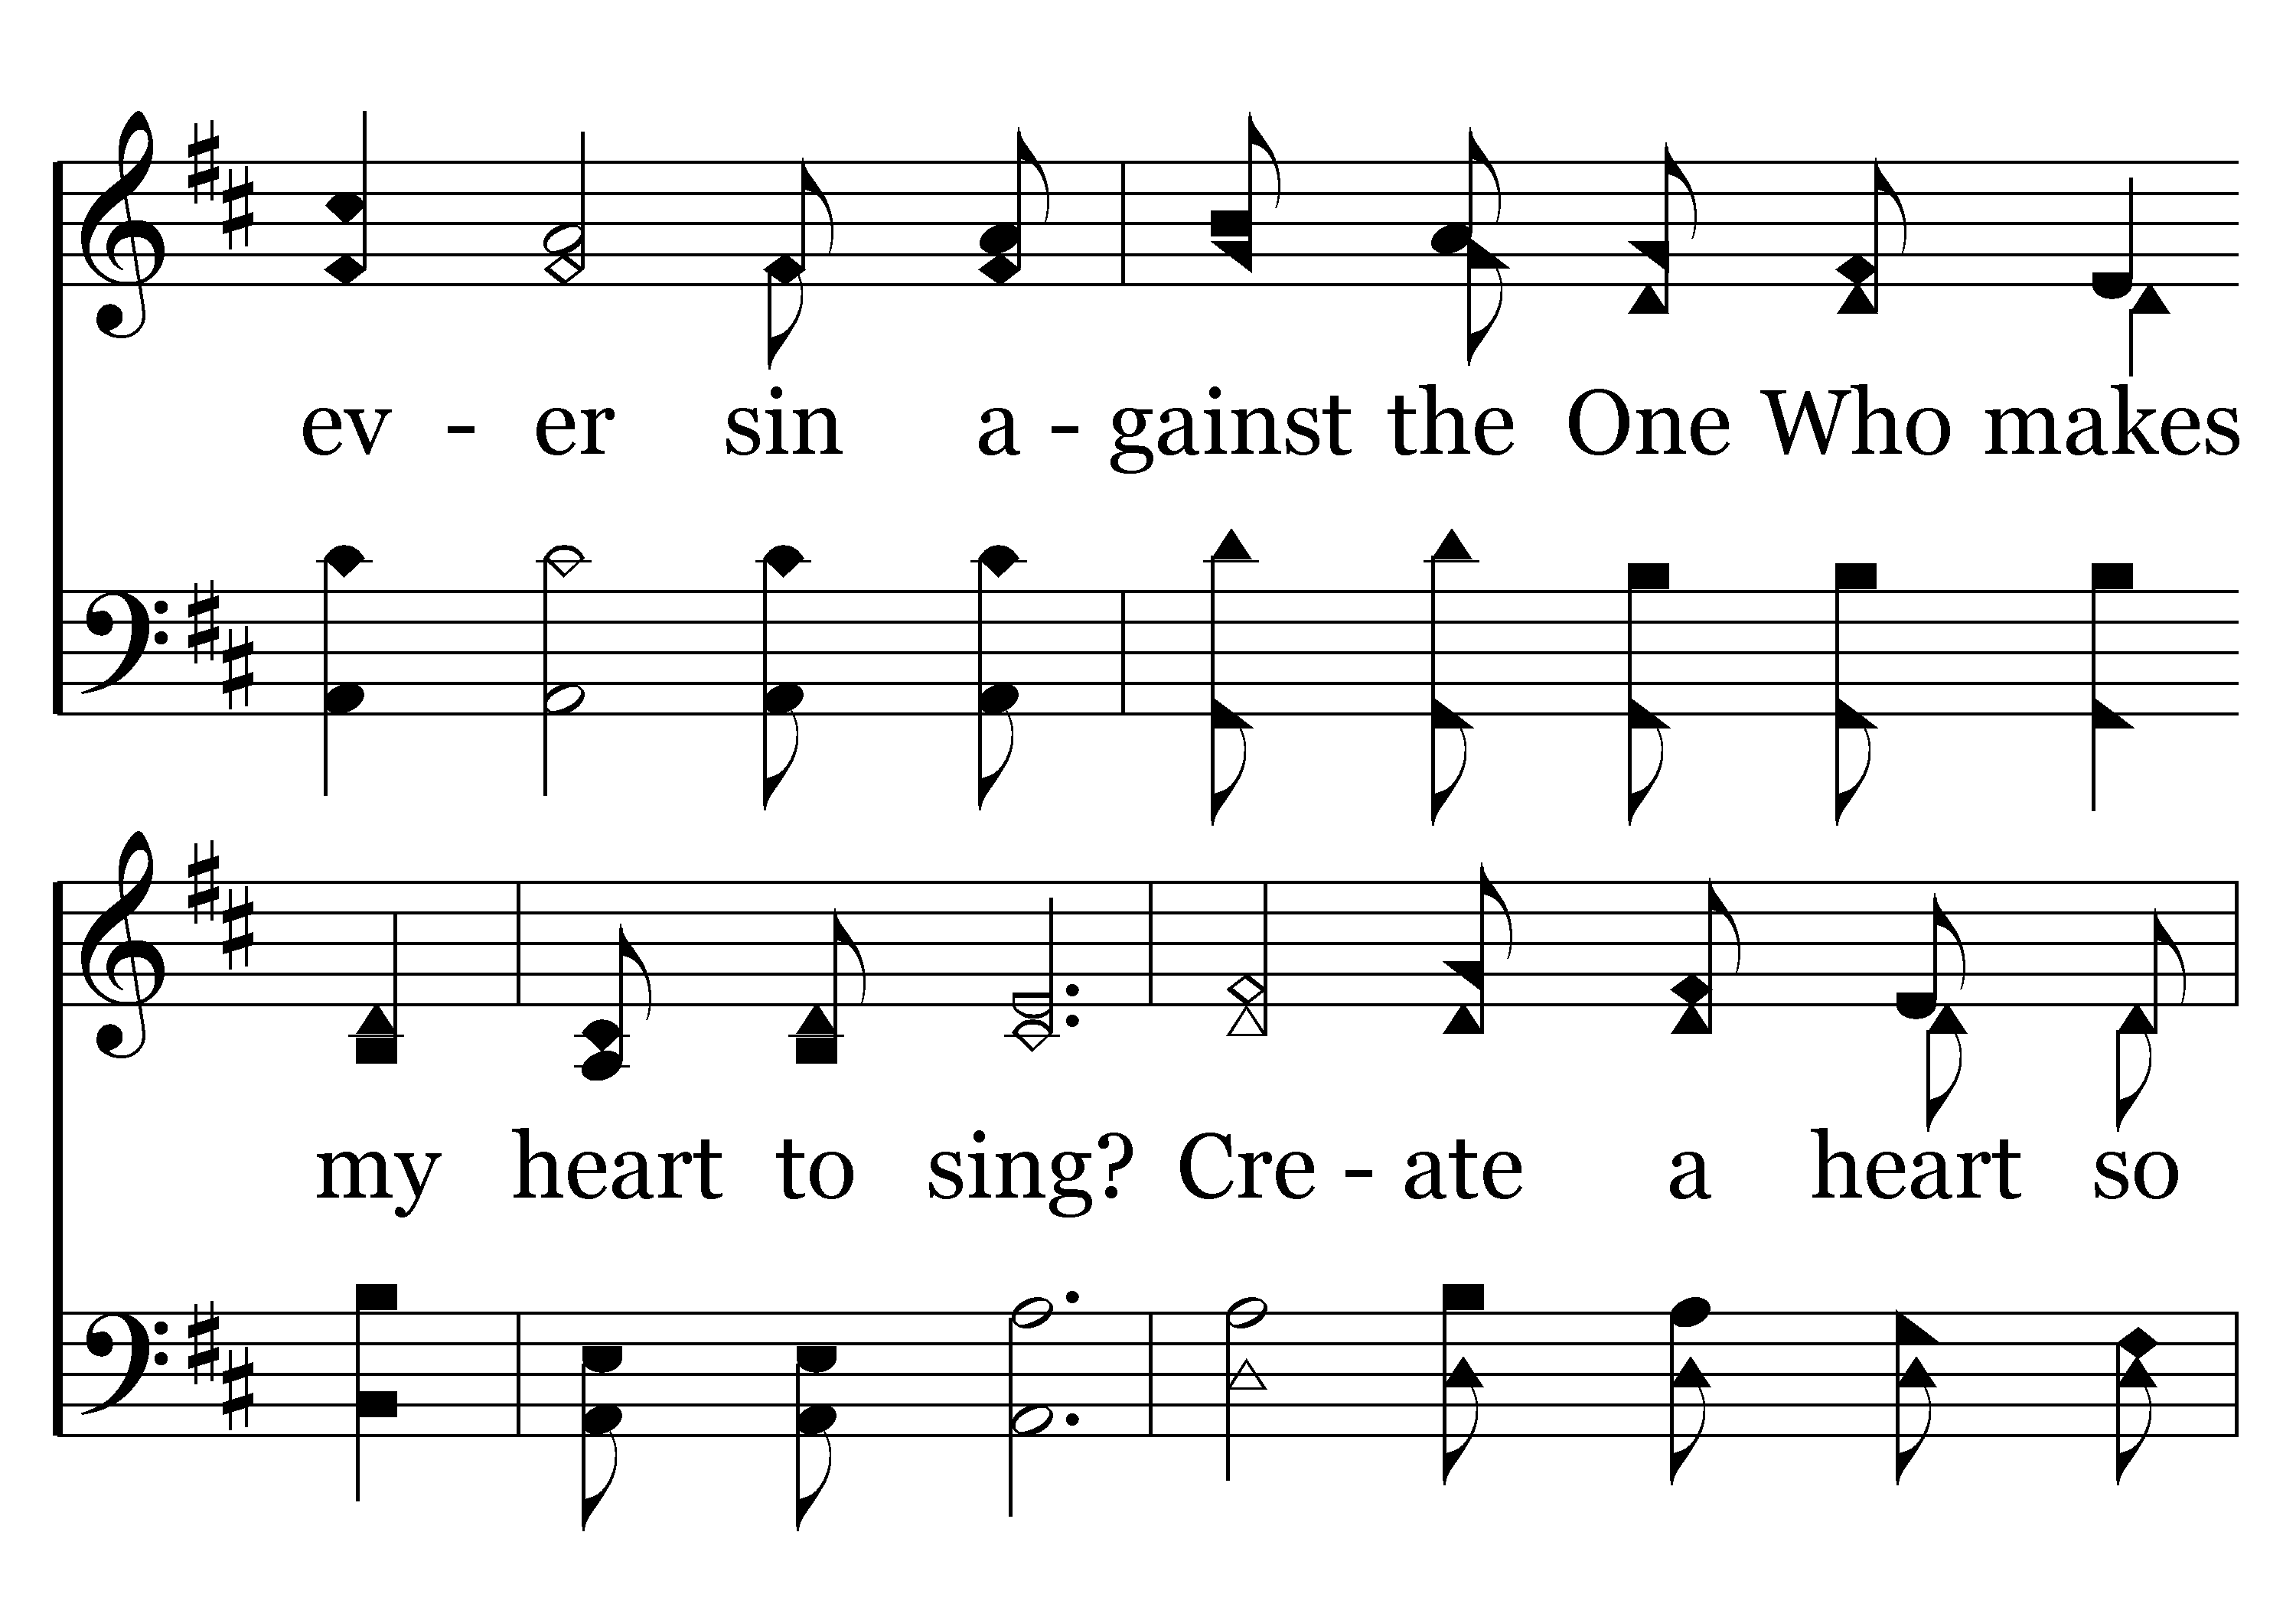 ev - er sin a - gainst the One Who makes
my heart to sing? Cre - ate a heart so